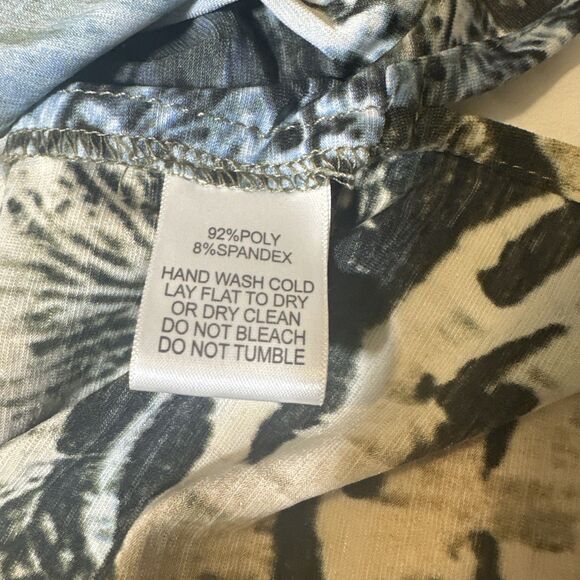 92%POLY
8%SPANDEX
HAND WASH COLD
LAY FLAT TO DRY
OR DRY CLEAN
DO NOT BLEACH
DO NOT TUMBLE